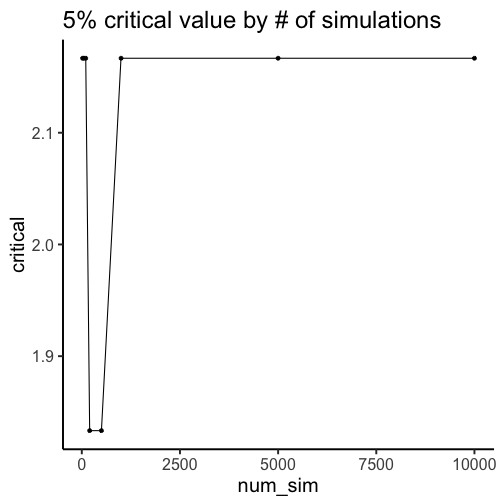 5% critical value by # of simulations
critical
2.1
2.0
1.9
0 2500 5000 7500 10000
num_sim